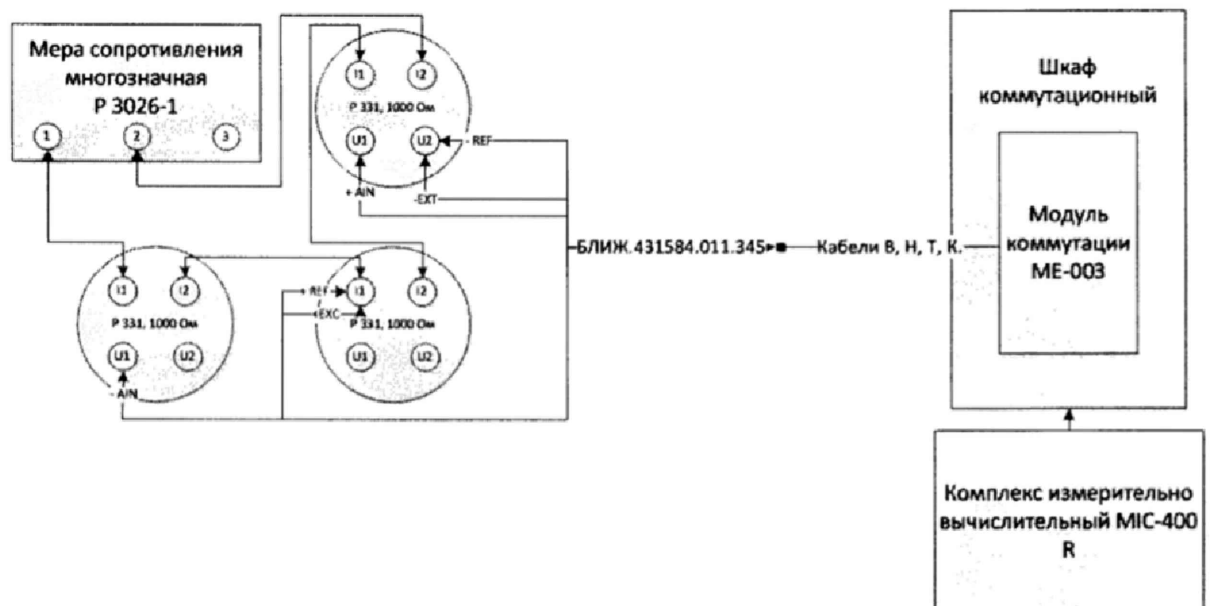 Мера сопротивления
многозначная
Р 3026-1
1
2
3
I1
I2
Р 331, 1000 Ом
U1
U2
- REF
+ AIN
-EXT
БЛИЖ.431584.011.345
Кабели В, Н, Т, К.
Шкаф
коммутационный
Модуль
коммутации
МЕ-003
I1
I2
Р 331, 1000 Ом
U1
U2
- AIN
+ REF
+EXC
I1
I2
Р 331, 1000 Ом
U1
U2
Комплекс измерительно
вычислительный MIC-400
R